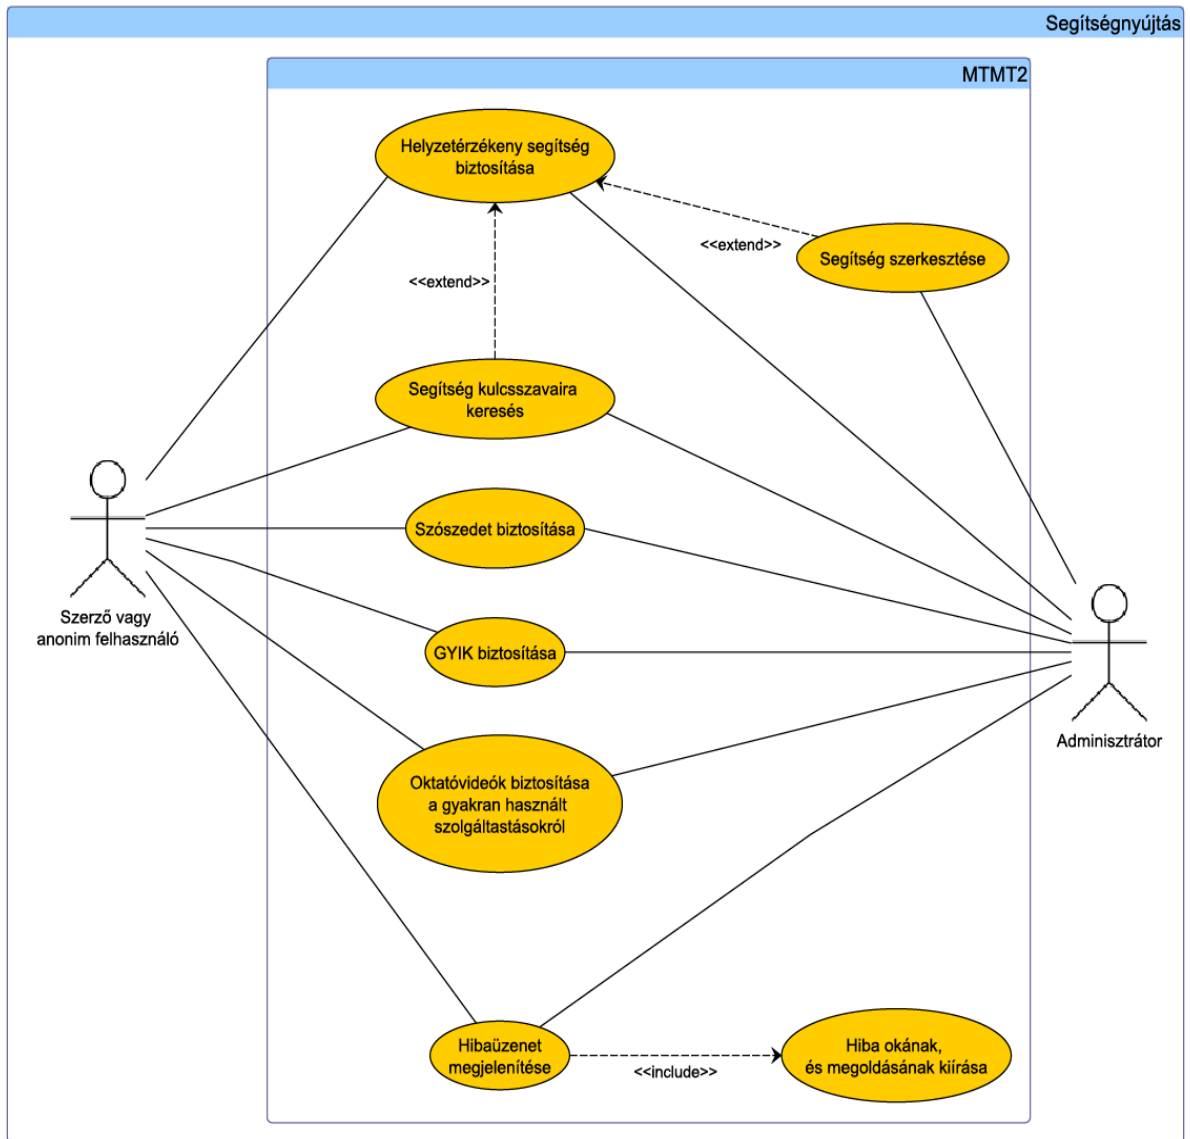 Segítségnyújtás
MTMT2
Helyzetérzékeny segítség
biztosítása
<<extend>>
Segítség szerkesztése
<<extend>>
Segítség kulcsszavaira
keresés
Szószedet biztosítása
Szerző vagy
anonim felhasználó
GYIK biztosítása
Adminisztrátor
Oktatóvideók biztosítása
a gyakran használt
szolgáltastásokról
Hibaüzenet
megjelenítése
<<include>>
Hiba okának,
és megoldásának kiírása